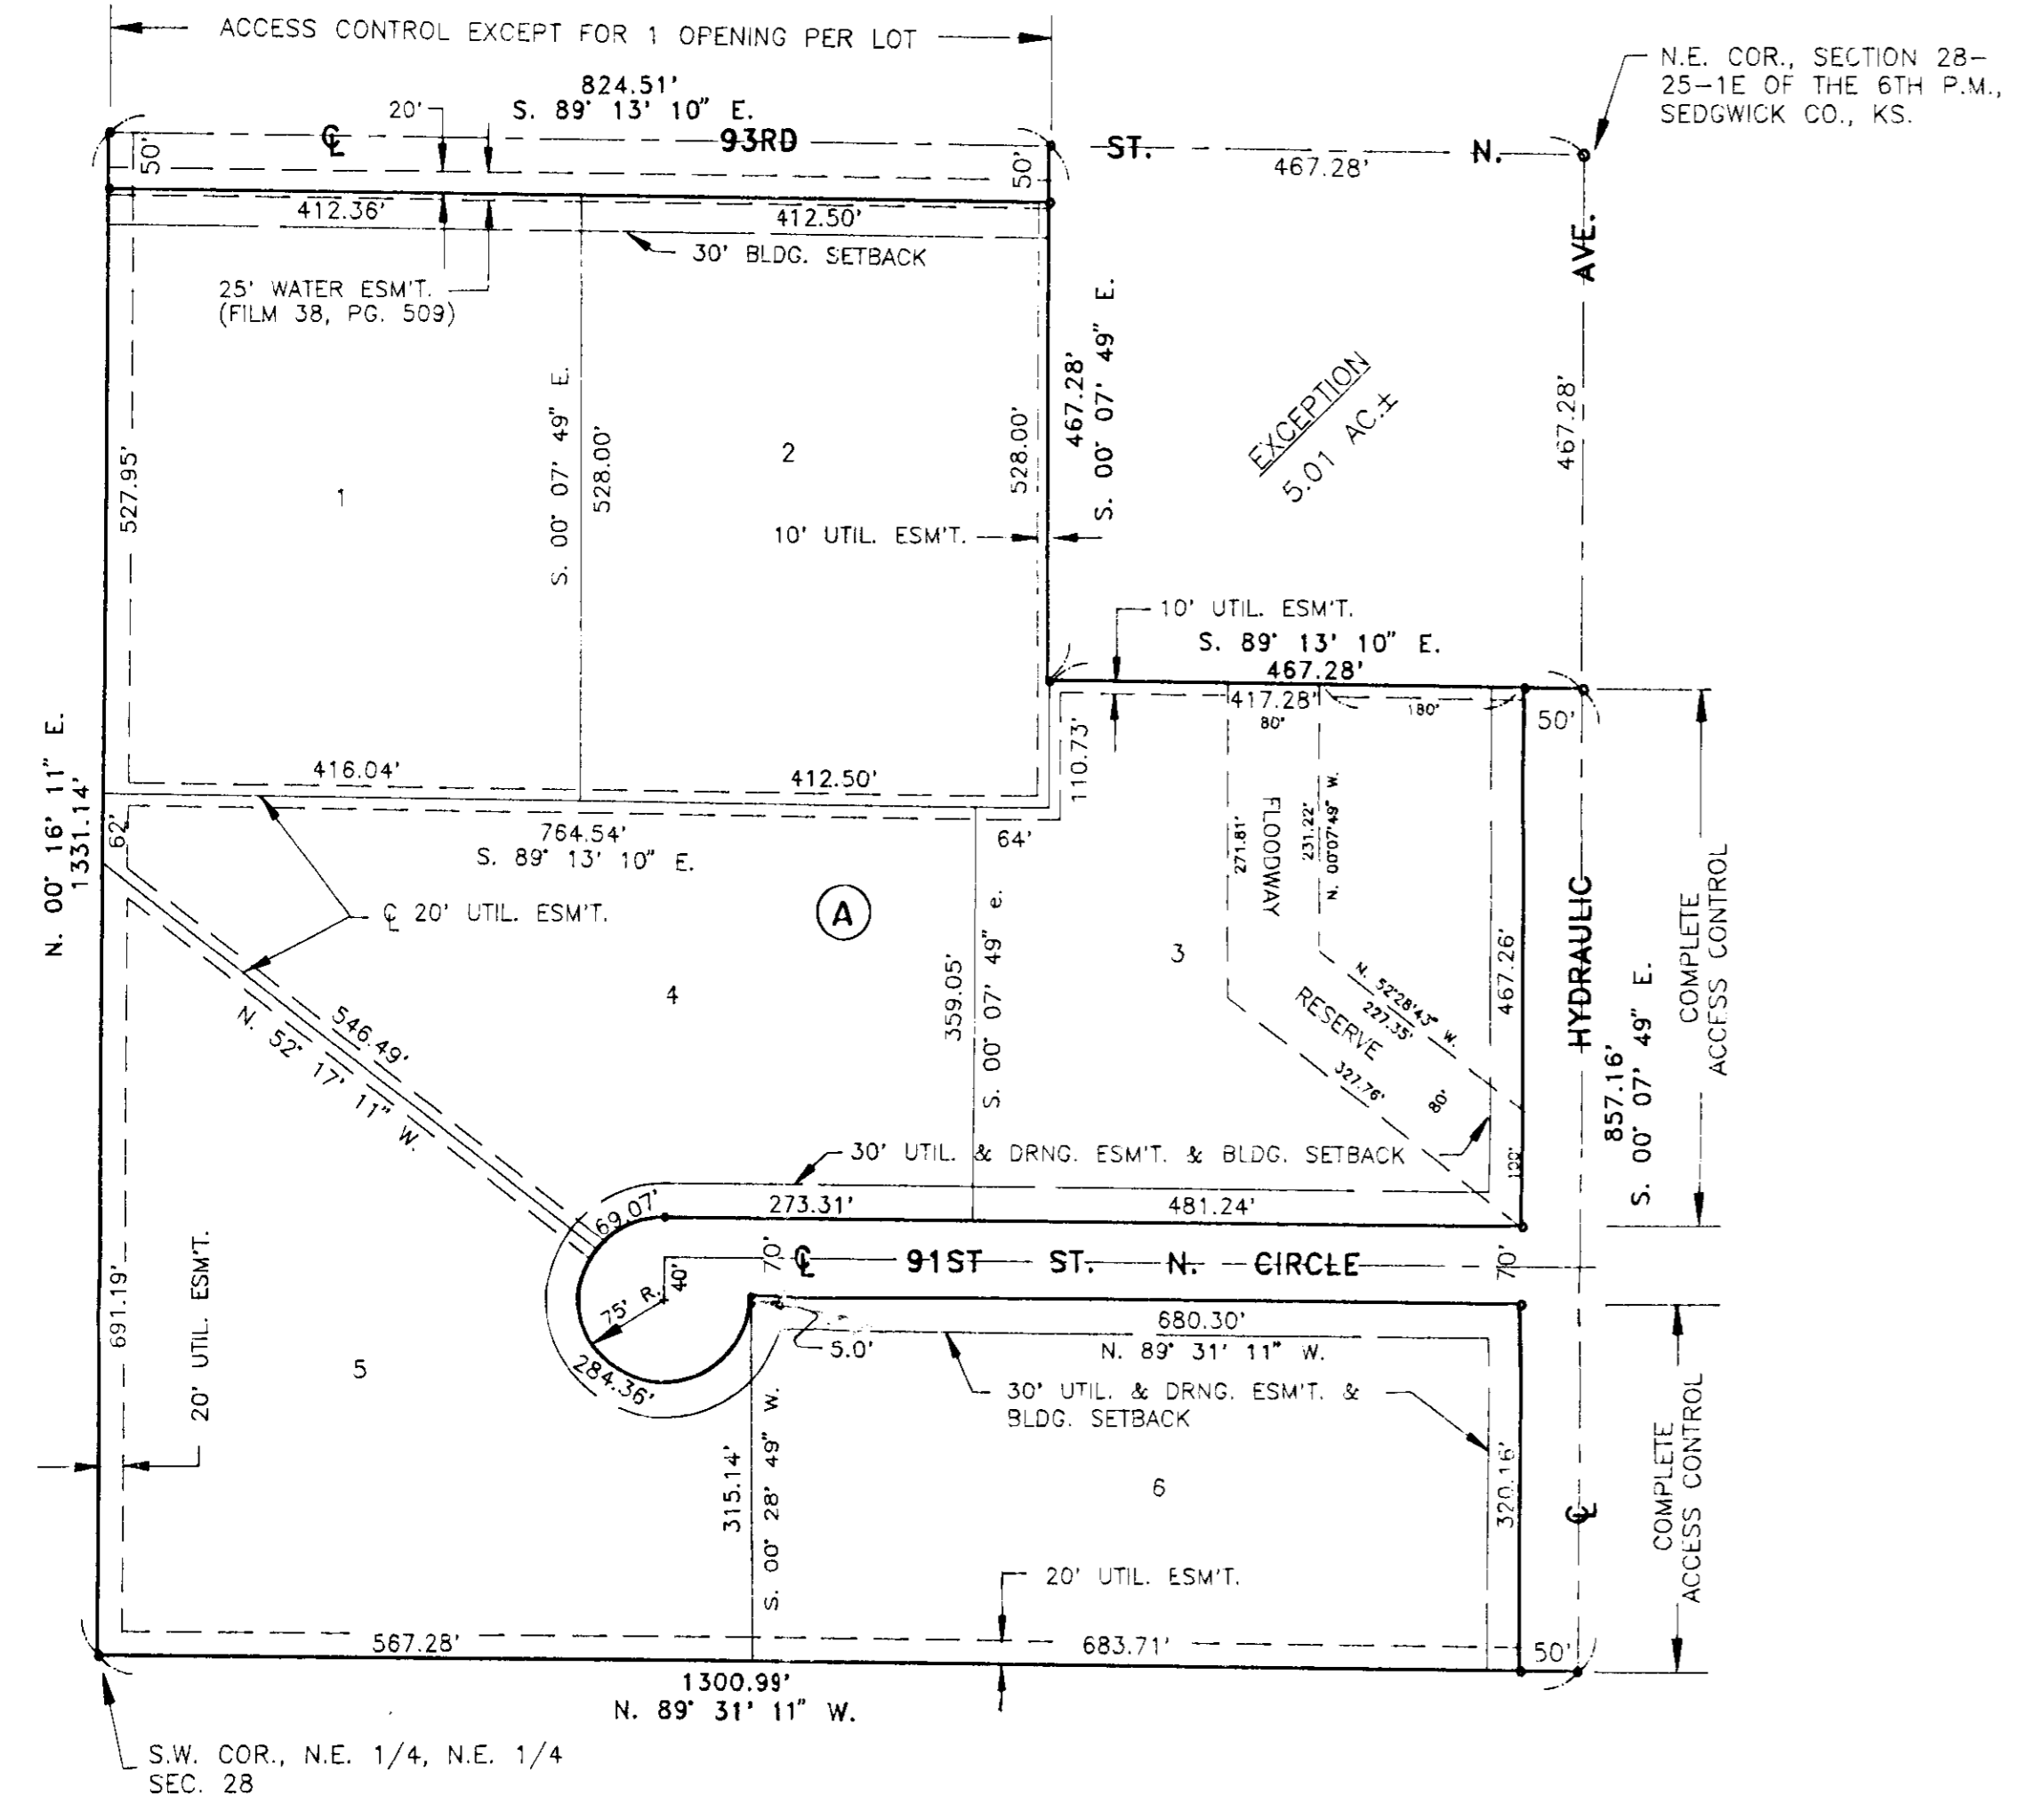 ACCESS CONTROL EXCEPT FOR 1 OPENING PER LOT
N.E. COR., SECTION 28-
25-1E OF THE 6TH P.M.,
SEDGWICK CO., KS.
824.51'
S. 89° 13' 10" E.
20'
50'
℄ 93RD ST. N.
50'
467.28'
412.36'
412.50'
30' BLDG. SETBACK
25' WATER ESM'T.
(FILM 38, PG. 509)
AVE.
467.28'
S. 00° 07' 49" E.
EXCEPTION
5.01 AC.±
467.28'
527.95'
1
S. 00° 07' 49" E.
528.00'
2
528.00'
10' UTIL. ESM'T.
10' UTIL. ESM'T.
S. 89° 13' 10" E.
467.28'
417.28'
80'
180'
50'
110.73'
N. 00° 16' 11" E.
1331.14'
416.04'
412.50'
62'
764.54'
S. 89° 13' 10" E.
64'
271.81'
FLOODWAY
231.22'
N. 00°07'49" W.
℄ 20' UTIL. ESM'T.
A
3
4
359.05'
S. 00° 07' 49" e.
N. 52°28'43" W.
227.35'
RESERVE
327.76'
80'
467.26'
HYDRAULIC
COMPLETE
ACCESS CONTROL
857.16'
S. 00° 07' 49" E.
546.49'
N. 52° 17' 11" W.
30' UTIL. & DRNG. ESM'T. & BLDG. SETBACK
100'
69.07'
273.31'
481.24'
70'
℄ 91ST ST. N. CIRCLE
70'
40'
75' R.
284.36'
5.0'
680.30'
N. 89° 31' 11" W.
30' UTIL. & DRNG. ESM'T. &
BLDG. SETBACK
691.19'
20' UTIL. ESM'T.
5
315.14'
S. 00° 28' 49" W.
6
320.16'
℄
COMPLETE
ACCESS CONTROL
20' UTIL. ESM'T.
567.28'
683.71'
50'
1300.99'
N. 89° 31' 11" W.
S.W. COR., N.E. 1/4, N.E. 1/4
SEC. 28